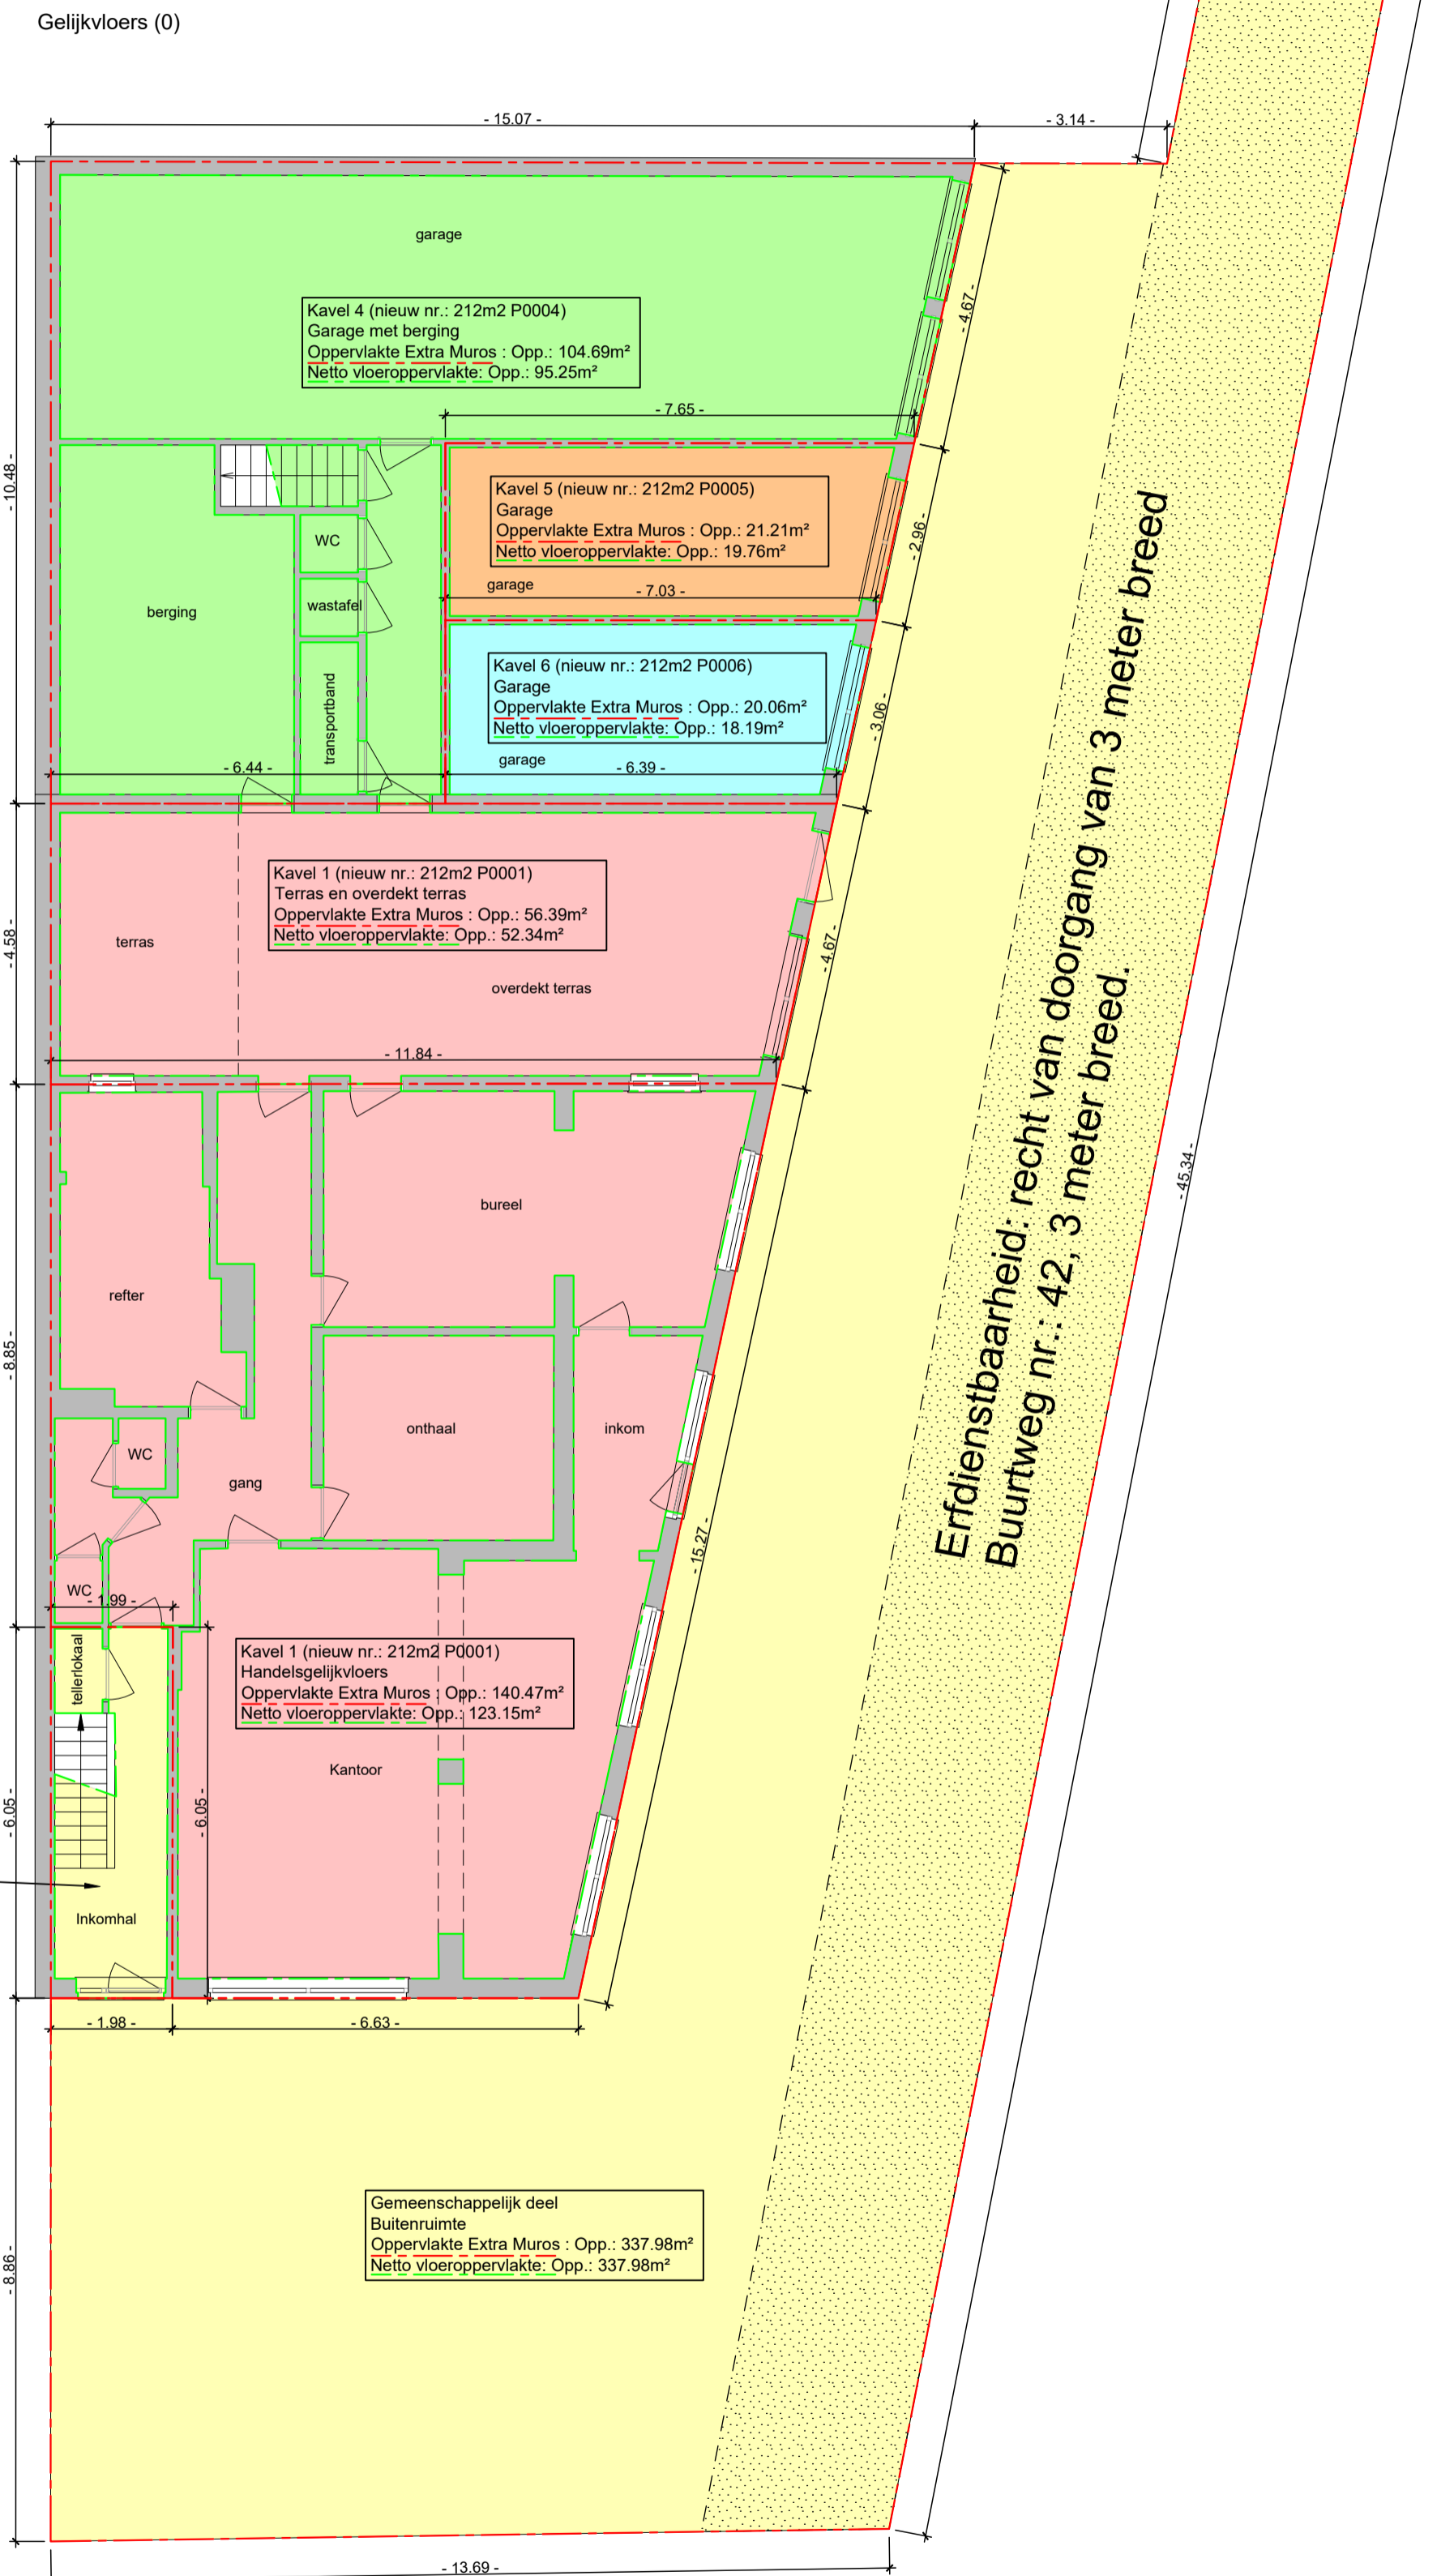 Gelijkvloers (0)
- 15.07 -
- 3.14 -
garage
Kavel 4 (nieuw nr.: 212m2 P0004)
Garage met berging
Oppervlakte Extra Muros : Opp.: 104.69m²
Netto vloeroppervlakte: Opp.: 95.25m²
- 4.67 -
- 7.65 -
- 10.48 -
Kavel 5 (nieuw nr.: 212m2 P0005)
Garage
Oppervlakte Extra Muros : Opp.: 21.21m²
Netto vloeroppervlakte: Opp.: 19.76m²
garage
- 7.03 -
- 2.96 -
WC
wastafel
berging
transportband
Kavel 6 (nieuw nr.: 212m2 P0006)
Garage
Oppervlakte Extra Muros : Opp.: 20.06m²
Netto vloeroppervlakte: Opp.: 18.19m²
garage
- 3.06 -
- 6.44 -
- 6.39 -
Kavel 1 (nieuw nr.: 212m2 P0001)
Terras en overdekt terras
Oppervlakte Extra Muros : Opp.: 56.39m²
Netto vloeroppervlakte: Opp.: 52.34m²
- 4.58 -
terras
overdekt terras
- 4.67 -
- 11.84 -
Erfdienstbaarheid: recht van doorgang van 3 meter breed
Buurtweg nr.: 42, 3 meter breed.
- 45.34 -
bureel
refter
- 8.85 -
onthaal
inkom
WC
gang
- 15.27 -
WC
- 1.99 -
tellerlokaal
Kavel 1 (nieuw nr.: 212m2 P0001)
Handelsgelijkvloers
Oppervlakte Extra Muros : Opp.: 140.47m²
Netto vloeroppervlakte: Opp.: 123.15m²
Kantoor
- 6.05 -
- 6.05 -
Inkomhal
- 1.98 -
- 6.63 -
Gemeenschappelijk deel
Buitenruimte
Oppervlakte Extra Muros : Opp.: 337.98m²
Netto vloeroppervlakte: Opp.: 337.98m²
- 8.86 -
- 13.69 -